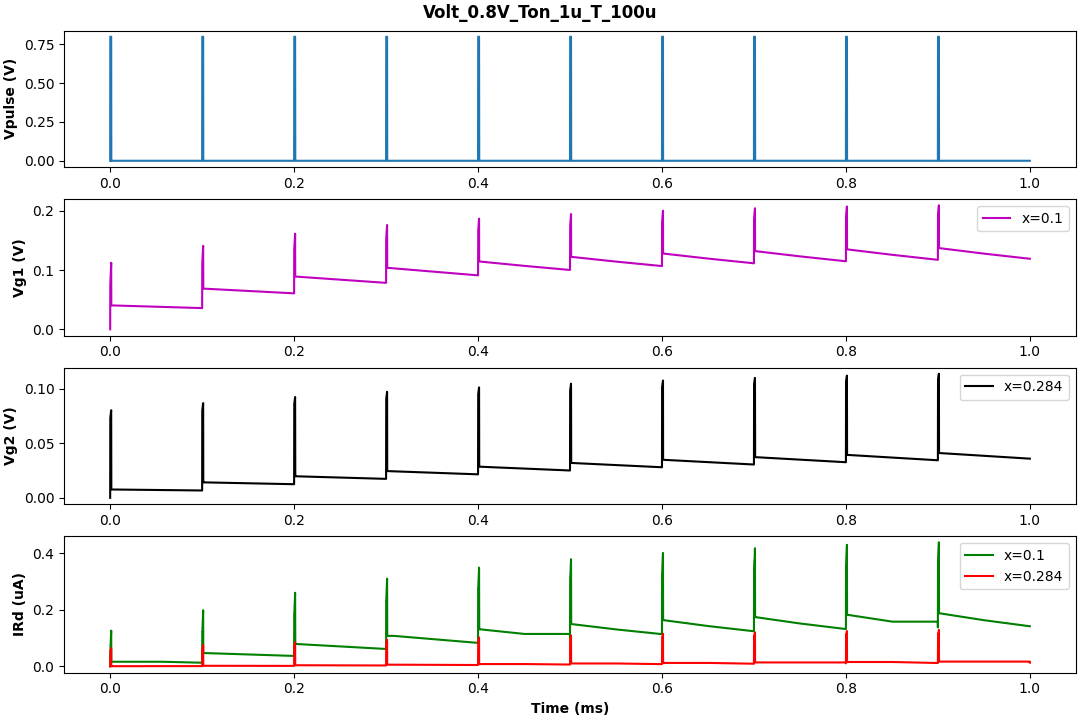 Volt_0.8V_Ton_1u_T_100u
Vpulse (V)
0.75
0.50
0.25
0.00
0.0 0.2 0.4 0.6 0.8 1.0
Vg1 (V)
0.2
0.1
0.0
x=0.1
0.0 0.2 0.4 0.6 0.8 1.0
Vg2 (V)
0.10
0.05
0.00
x=0.284
0.0 0.2 0.4 0.6 0.8 1.0
IRd (uA)
0.4
0.2
0.0
x=0.1
x=0.284
0.0 0.2 0.4 0.6 0.8 1.0
Time (ms)